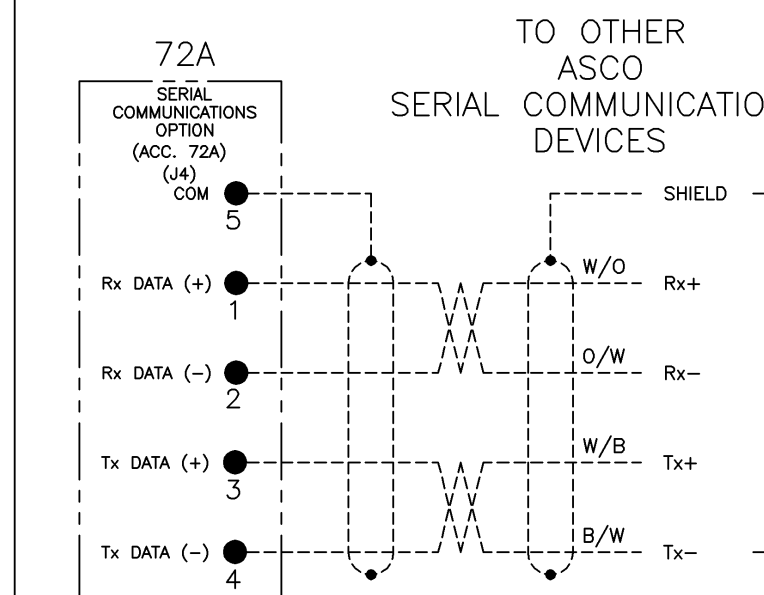 72A
SERIAL
COMMUNICATIONS
OPTION
(ACC. 72A)
(J4)
COM
5
Rx DATA (+)
1
Rx DATA (−)
2
Tx DATA (+)
3
Tx DATA (−)
4
TO OTHER
ASCO
SERIAL COMMUNICATIO
DEVICES
SHIELD
W/O
Rx+
O/W
Rx−
W/B
Tx+
B/W
Tx−